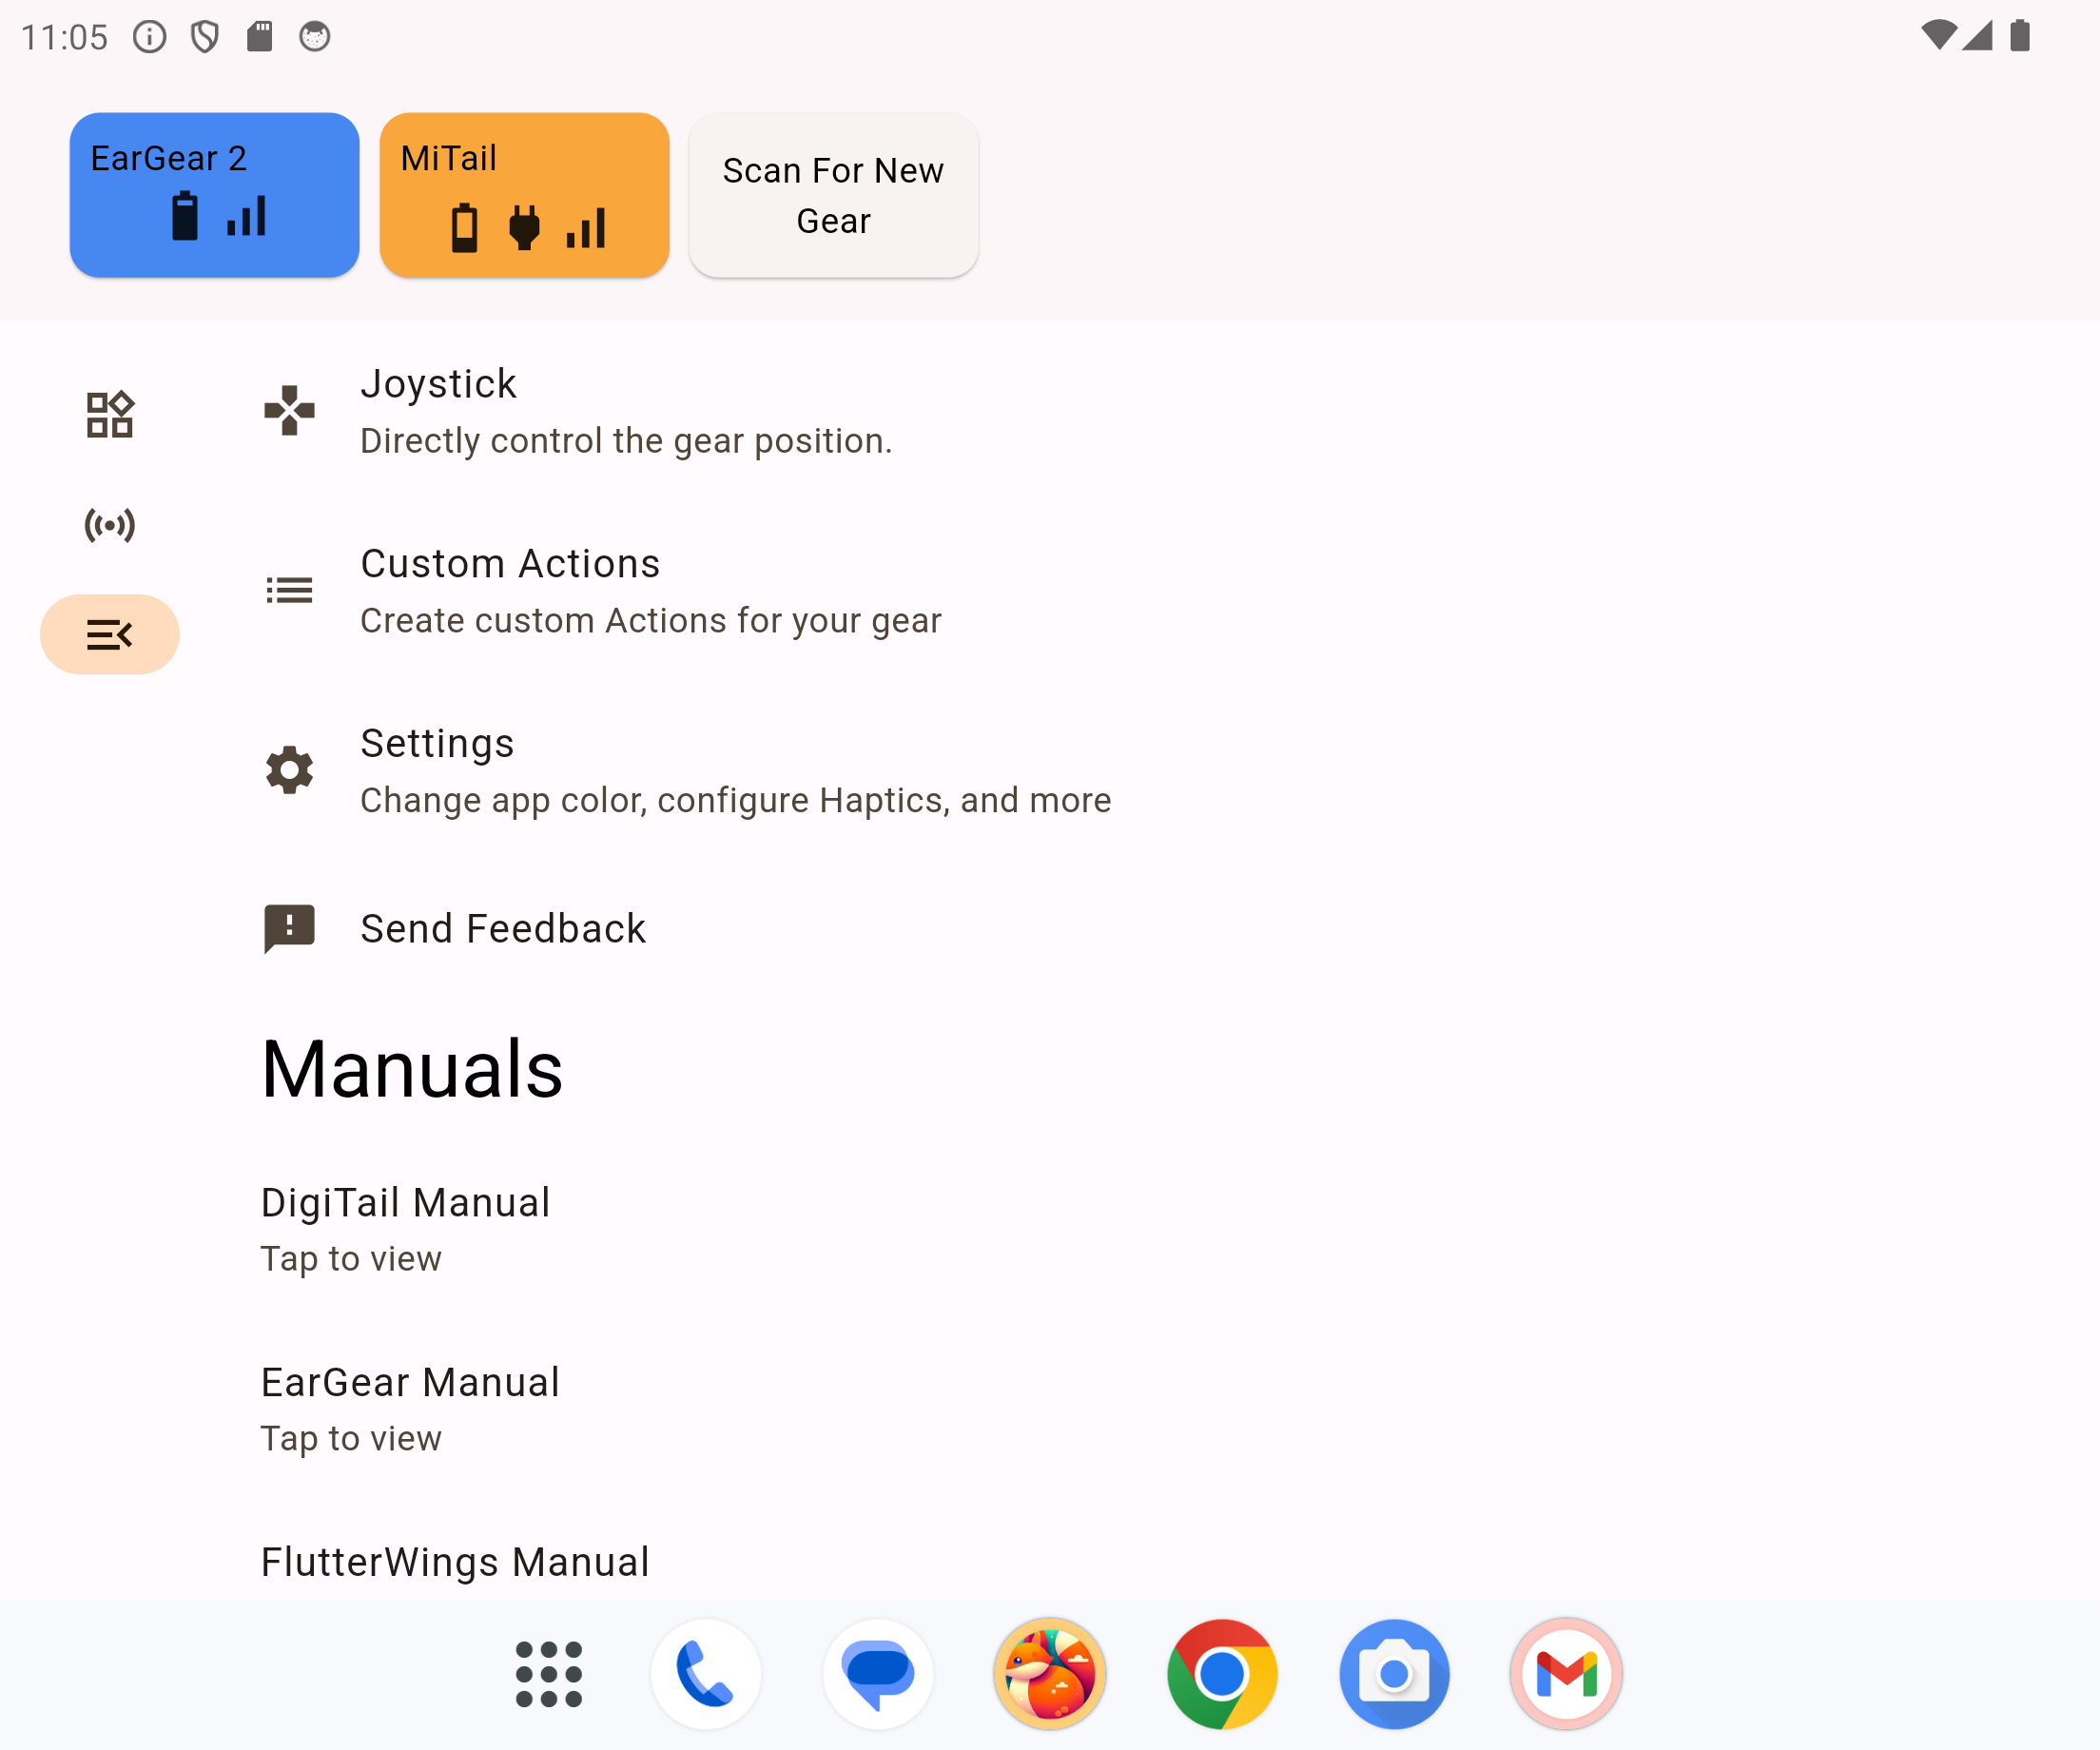 11:05
EarGear 2
MiTail
Scan For New
Gear
Joystick
Directly control the gear position.
Custom Actions
Create custom Actions for your gear
Settings
Change app color, configure Haptics, and more
Send Feedback
Manuals
DigiTail Manual
Tap to view
EarGear Manual
Tap to view
FlutterWings Manual